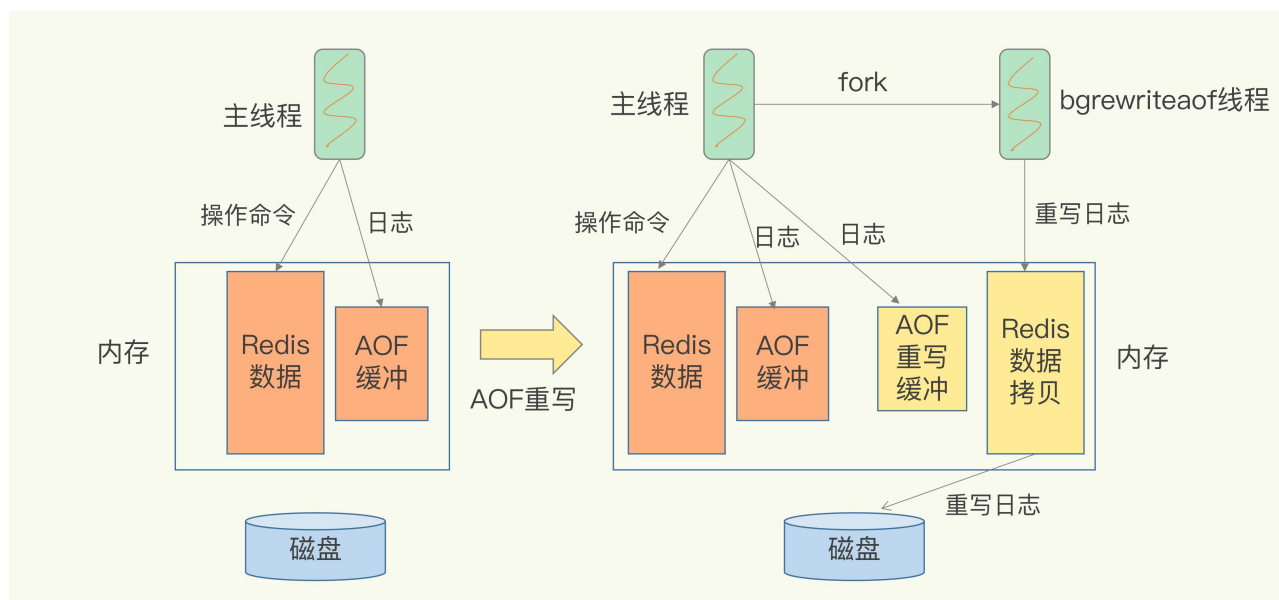 主线程
操作命令
日志
内存
Redis
数据
AOF
缓冲
磁盘
AOF重写
主线程
fork
bgrewriteaof线程
操作命令
日志
日志
重写日志
Redis
数据
AOF
缓冲
AOF
重写
缓冲
Redis
数据
拷贝
内存
重写日志
磁盘